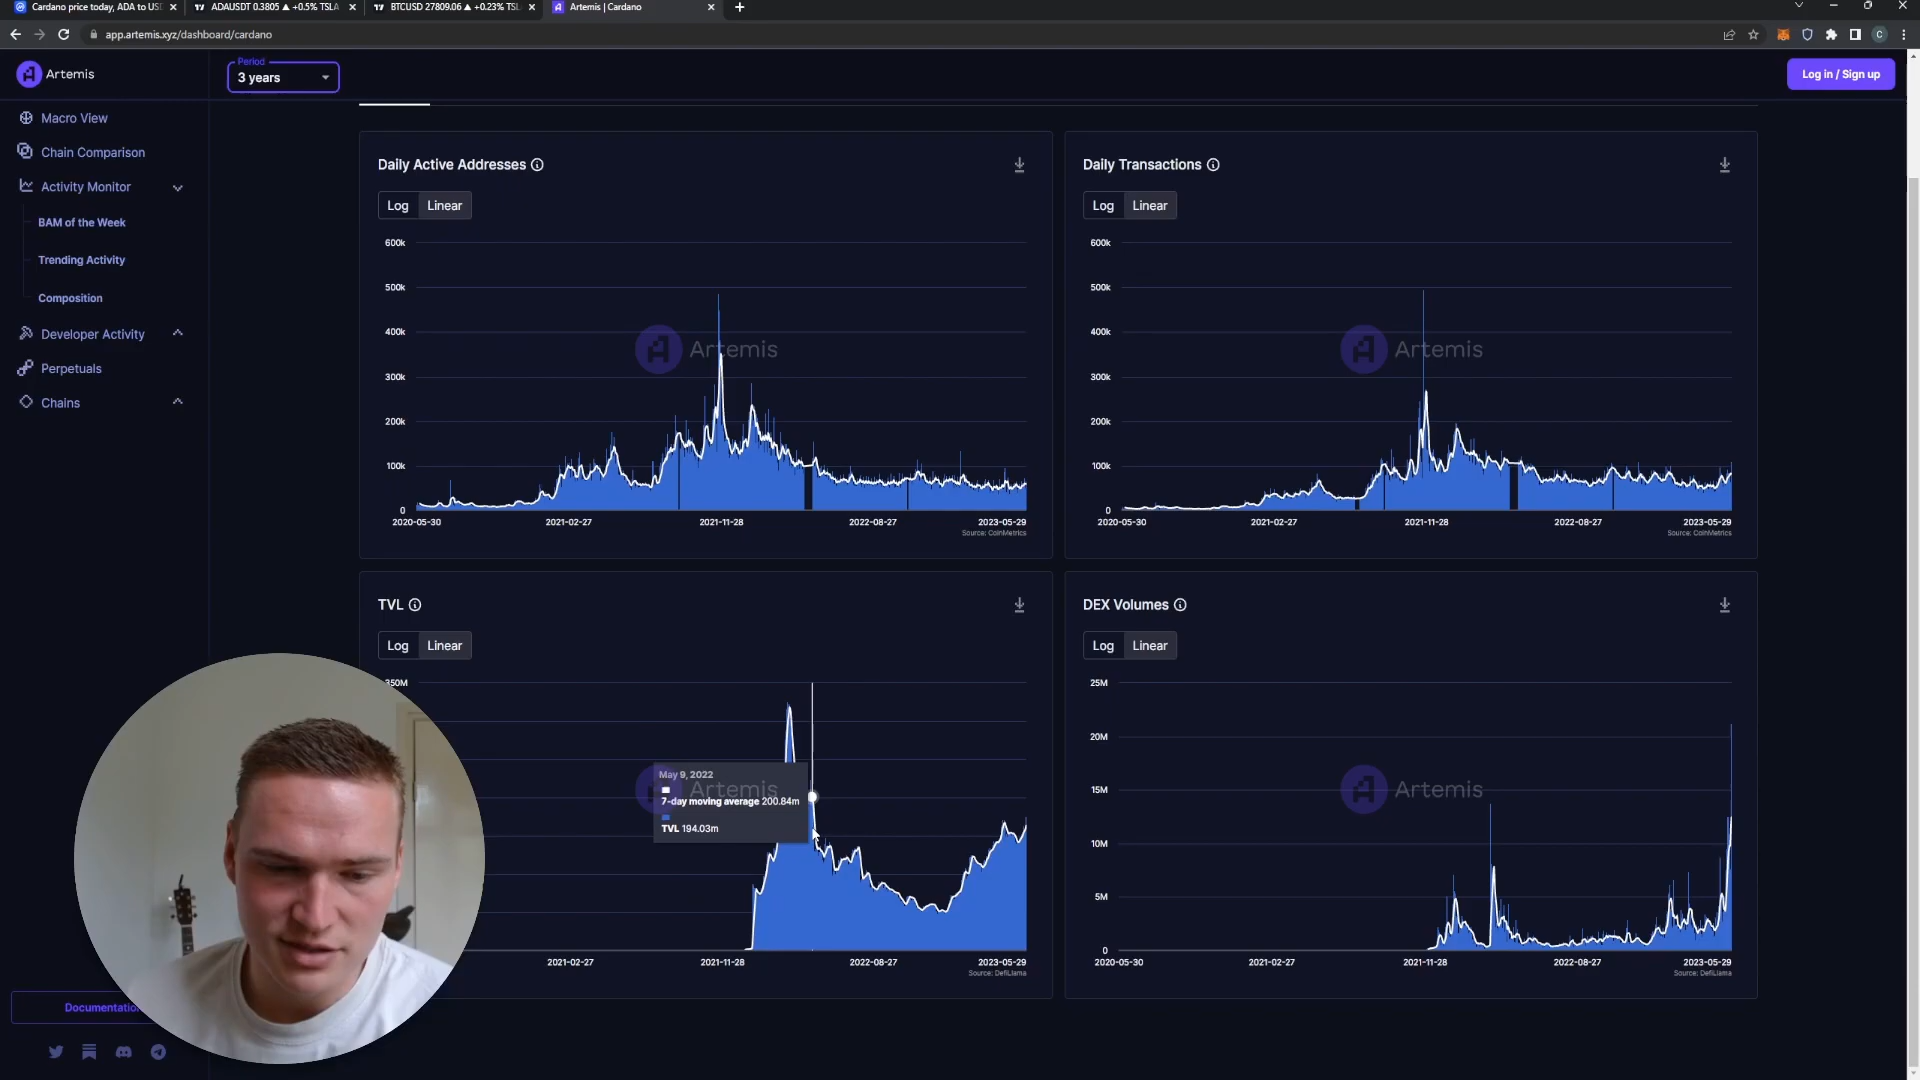 Cardano price today, ADA to US
ADAUSDT 0.3805 ▲ +0.5% TSLA
BTCUSD 27809.06 ▲ +0.23% TSL
Artemis | Cardano
app.artemis.xyz/dashboard/cardano
Artemis
Period
3 years
Log in / Sign up
Macro View
Chain Comparison
Activity Monitor
BAM of the Week
Trending Activity
Composition
Developer Activity
Perpetuals
Chains
Daily Active Addresses
Log Linear
600k
500k
400k
300k
200k
100k
0
Artemis
2020-05-30 2021-02-27 2021-11-28 2022-08-27 2023-05-29
Source: CoinMetrics
Daily Transactions
Log Linear
600k
500k
400k
300k
200k
100k
0
Artemis
2020-05-30 2021-02-27 2021-11-28 2022-08-27 2023-05-29
Source: CoinMetrics
TVL
Log Linear
350M
Artemis
May 9, 2022
7-day moving average 200.84m
TVL 194.03m
2021-02-27 2021-11-28 2022-08-27 2023-05-29
Source: DefiLlama
DEX Volumes
Log Linear
25M
20M
15M
10M
5M
0
Artemis
2020-05-30 2021-02-27 2021-11-28 2022-08-27 2023-05-29
Source: DefiLlama
Documentatio